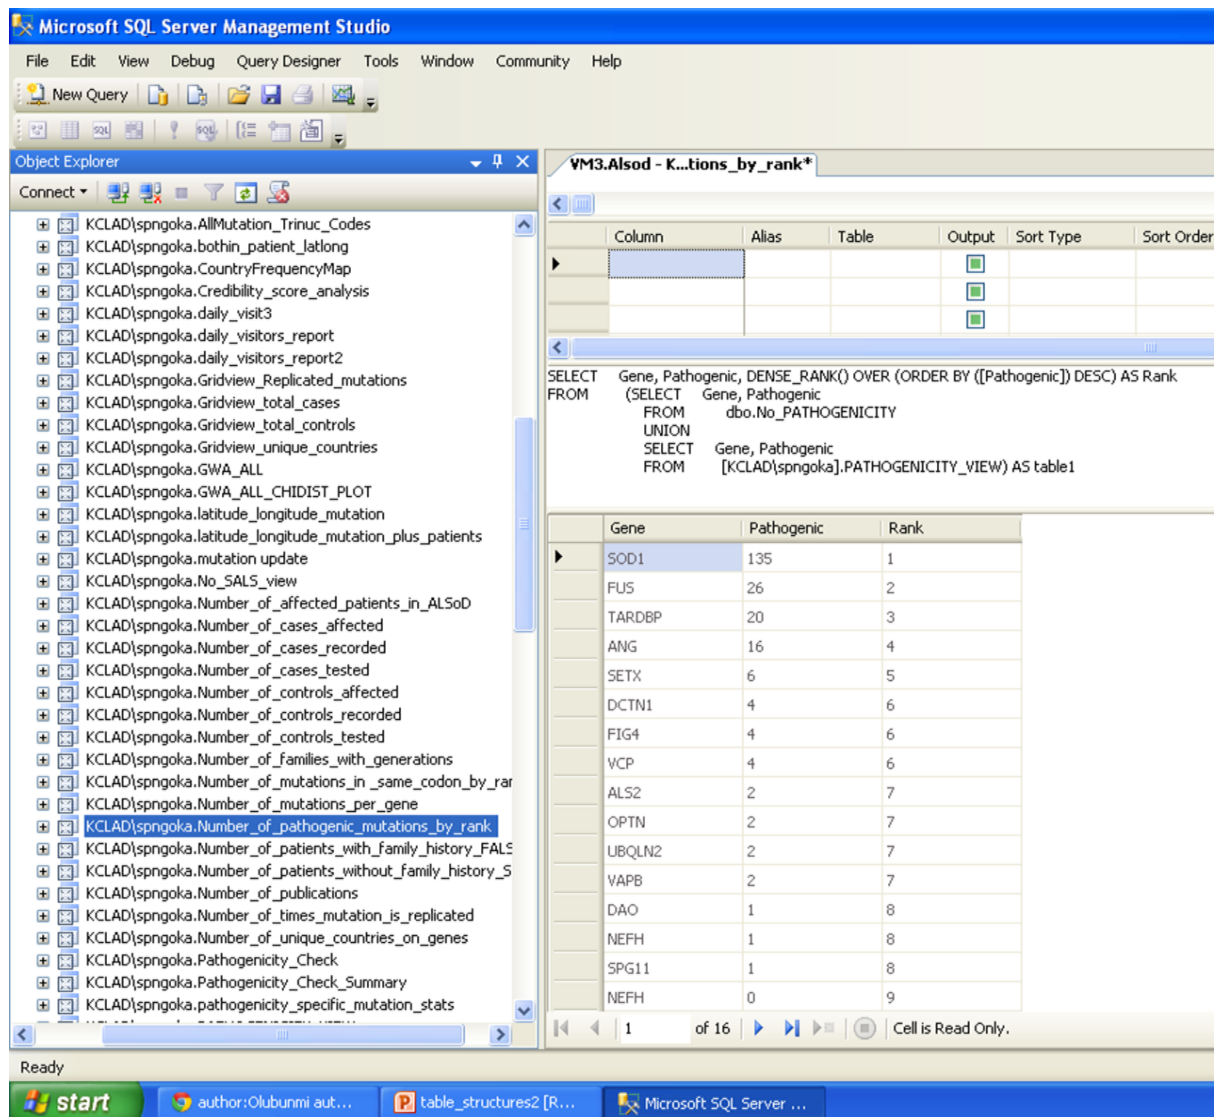 Microsoft SQL Server Management Studio
File Edit View Debug Query Designer Tools Window Community Help
New Query
SQL
Object Explorer
Connect
KCLAD\spngoka.AllMutation_Trinuc_Codes
KCLAD\spngoka.bothin_patient_latlong
KCLAD\spngoka.CountryFrequencyMap
KCLAD\spngoka.Credibility_score_analysis
KCLAD\spngoka.daily_visit3
KCLAD\spngoka.daily_visitors_report
KCLAD\spngoka.daily_visitors_report2
KCLAD\spngoka.Gridview_Replicated_mutations
KCLAD\spngoka.Gridview_total_cases
KCLAD\spngoka.Gridview_total_controls
KCLAD\spngoka.Gridview_unique_countries
KCLAD\spngoka.GWA_ALL
KCLAD\spngoka.GWA_ALL_CHIDIST_PLOT
KCLAD\spngoka.latitude_longitude_mutation
KCLAD\spngoka.latitude_longitude_mutation_plus_patients
KCLAD\spngoka.mutation update
KCLAD\spngoka.No_SALS_view
KCLAD\spngoka.Number_of_affected_patients_in_ALSoD
KCLAD\spngoka.Number_of_cases_affected
KCLAD\spngoka.Number_of_cases_recorded
KCLAD\spngoka.Number_of_cases_tested
KCLAD\spngoka.Number_of_controls_affected
KCLAD\spngoka.Number_of_controls_recorded
KCLAD\spngoka.Number_of_controls_tested
KCLAD\spngoka.Number_of_families_with_generations
KCLAD\spngoka.Number_of_mutations_in _same_codon_by_rar
KCLAD\spngoka.Number_of_mutations_per_gene
KCLAD\spngoka.Number_of_pathogenic_mutations_by_rank
KCLAD\spngoka.Number_of_patients_with_family_history_FALS
KCLAD\spngoka.Number_of_patients_without_family_history_S
KCLAD\spngoka.Number_of_publications
KCLAD\spngoka.Number_of_times_mutation_is_replicated
KCLAD\spngoka.Number_of_unique_countries_on_genes
KCLAD\spngoka.Pathogenicity_Check
KCLAD\spngoka.Pathogenicity_Check_Summary
KCLAD\spngoka.pathogenicity_specific_mutation_stats
VM3.Alsod - K...tions_by_rank*
Column Alias Table Output Sort Type Sort Order
SELECT Gene, Pathogenic, DENSE_RANK() OVER (ORDER BY ([Pathogenic]) DESC) AS Rank
FROM (SELECT Gene, Pathogenic
FROM dbo.No_PATHOGENICITY
UNION
SELECT Gene, Pathogenic
FROM [KCLAD\spngoka].PATHOGENICITY_VIEW) AS table1
Gene Pathogenic Rank
SOD1 135 1
FUS 26 2
TARDBP 20 3
ANG 16 4
SETX 6 5
DCTN1 4 6
FIG4 4 6
VCP 4 6
ALS2 2 7
OPTN 2 7
UBQLN2 2 7
VAPB 2 7
DAO 1 8
NEFH 1 8
SPG11 1 8
NEFH 0 9
1 of 16 Cell is Read Only.
Ready
start author:Olubunmi aut... table_structures2 [R... Microsoft SQL Server ...